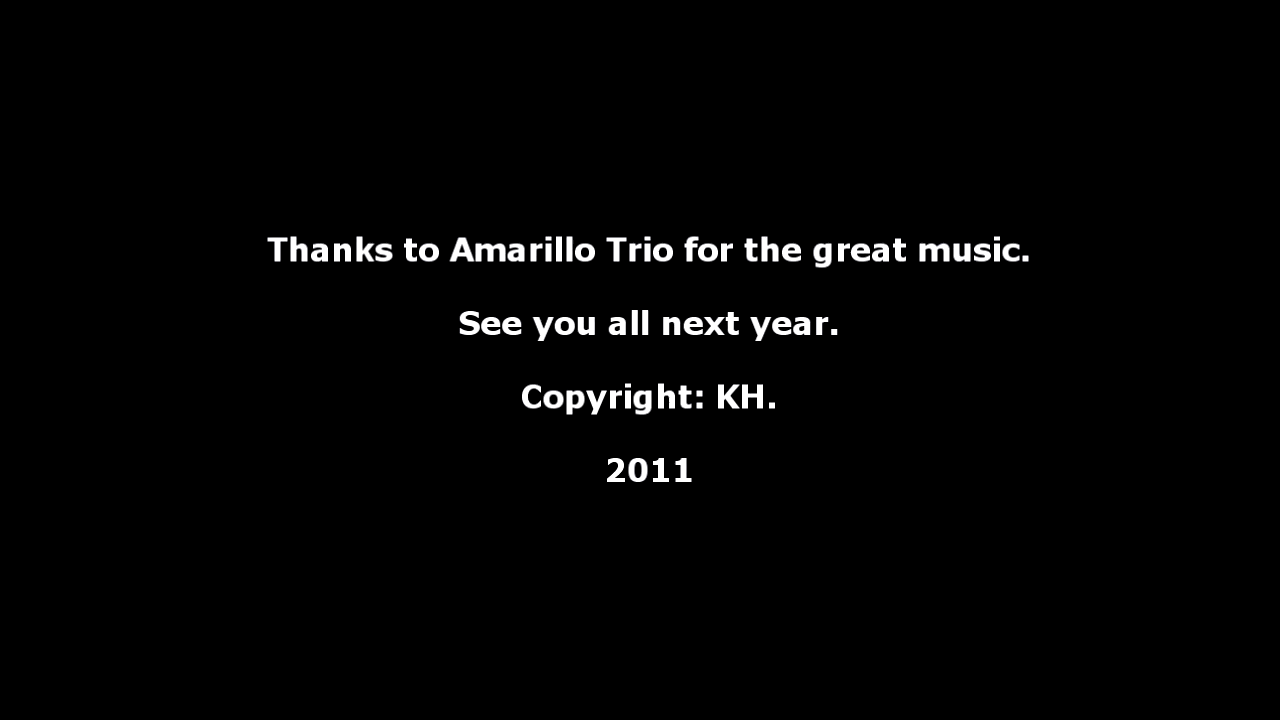 Thanks to Amarillo Trio for the great music.
See you all next year.
Copyright: KH.
2011